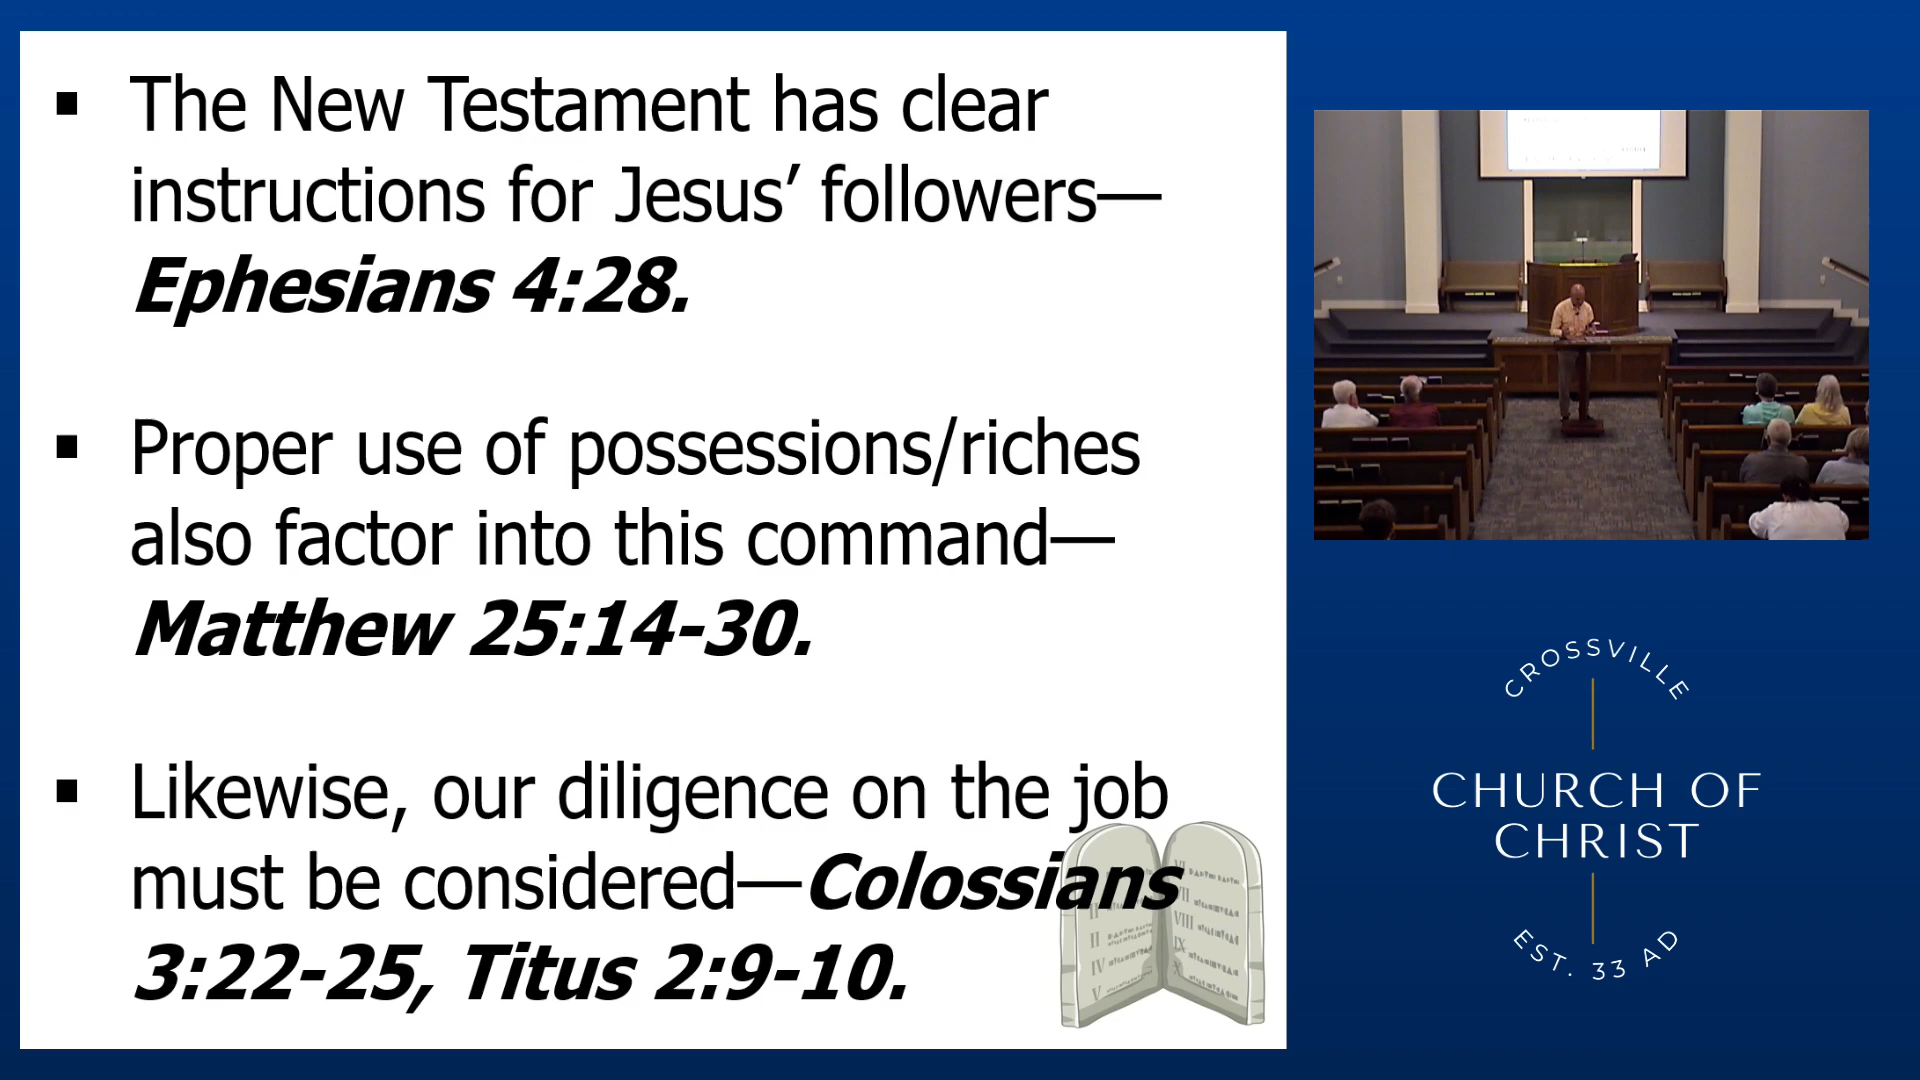 ▪ The New Testament has clear
instructions for Jesus’ followers—
Ephesians 4:28.
▪ Proper use of possessions/riches
also factor into this command—
Matthew 25:14-30.
▪ Likewise, our diligence on the job
must be considered—Colossians
3:22-25, Titus 2:9-10.
CROSSVILLE
CHURCH OF
CHRIST
EST. 33 AD